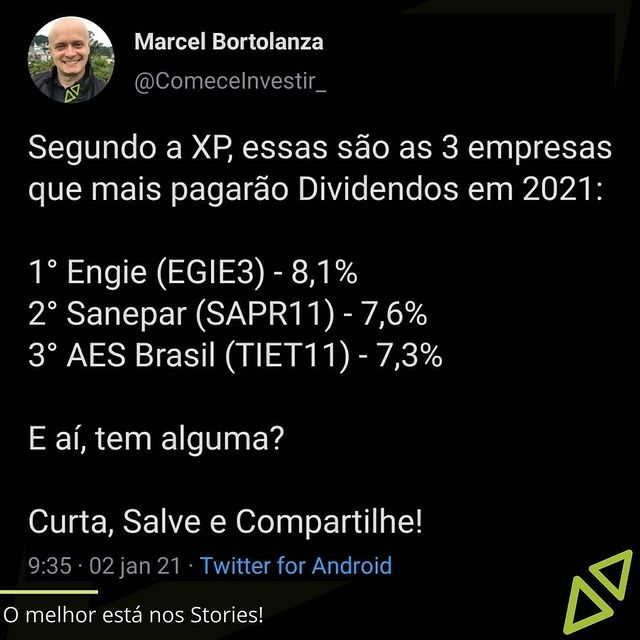 Marcel Bortolanza
@ComeceInvestir_
Segundo a XP, essas são as 3 empresas
que mais pagarão Dividendos em 2021:
1° Engie (EGIE3) - 8,1%
2° Sanepar (SAPR11) - 7,6%
3° AES Brasil (TIET11) - 7,3%
E aí, tem alguma?
Curta, Salve e Compartilhe!
9:35 · 02 jan 21 · Twitter for Android
O melhor está nos Stories!